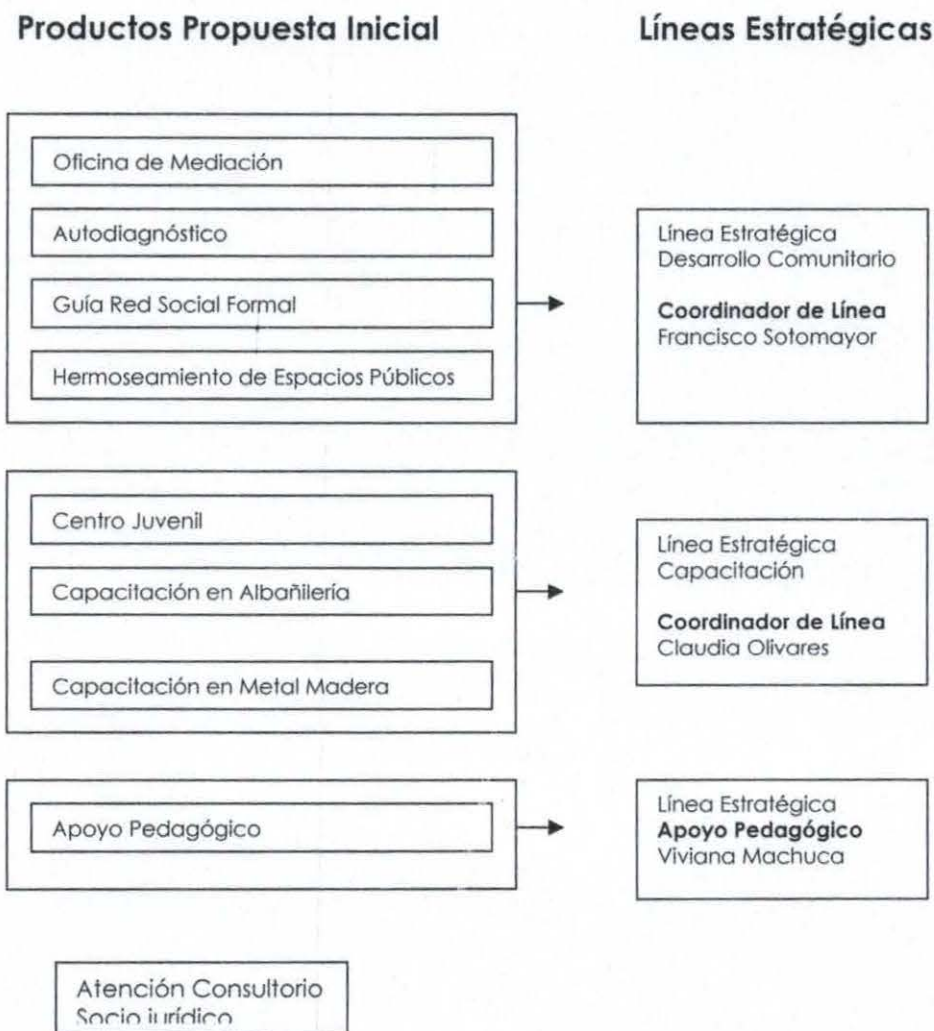 Productos Propuesta Inicial
Líneas Estratégicas
Oficina de Mediación
Autodiagnóstico
Guía Red Social Formal
Hermoseamiento de Espacios Públicos
Línea Estratégica
Desarrollo Comunitario
Coordinador de Línea
Francisco Sotomayor
Centro Juvenil
Capacitación en Albañilería
Capacitación en Metal Madera
Línea Estratégica
Capacitación
Coordinador de Línea
Claudia Olivares
Apoyo Pedagógico
Línea Estratégica
Apoyo Pedagógico
Viviana Machuca
Atención Consultorio
Socio jurídico